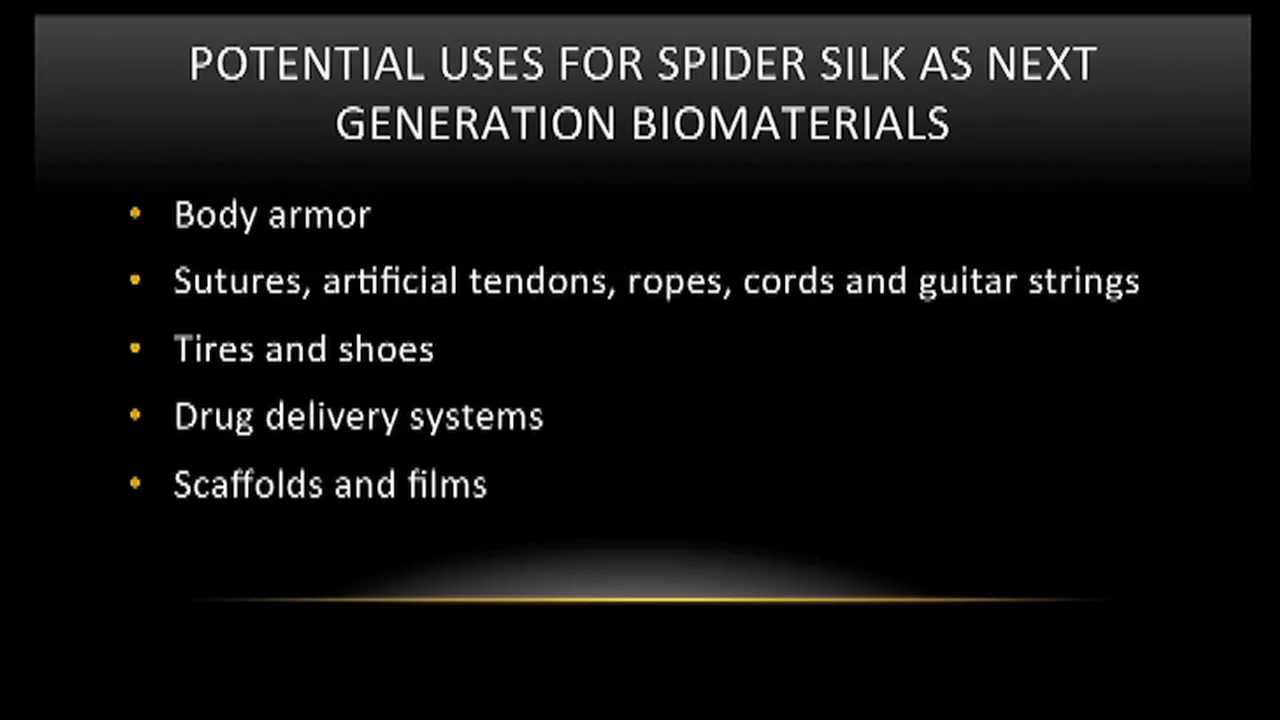 POTENTIAL USES FOR SPIDER SILK AS NEXT
GENERATION BIOMATERIALS
• Body armor
• Sutures, artificial tendons, ropes, cords and guitar strings
• Tires and shoes
• Drug delivery systems
• Scaffolds and films